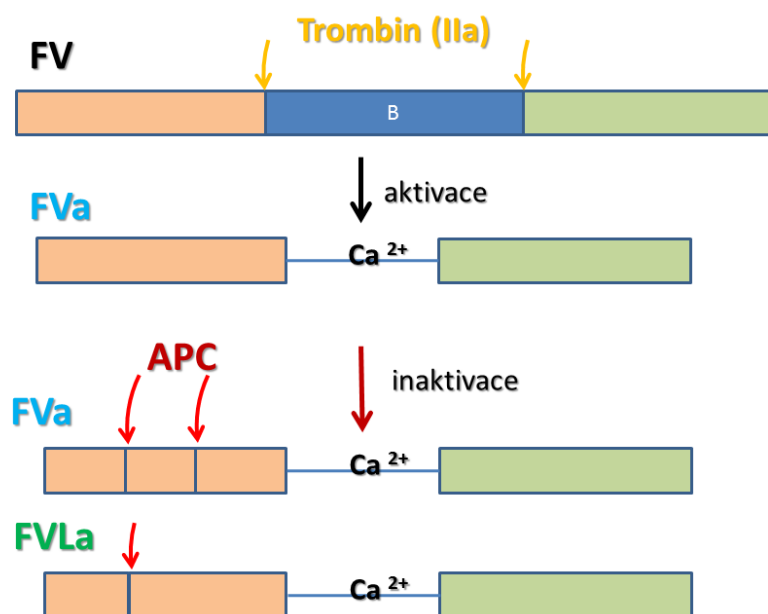 Trombin (IIa)
FV
B
aktivace
FVa
Ca 2+
APC
inaktivace
FVa
Ca 2+
FVLa
Ca 2+